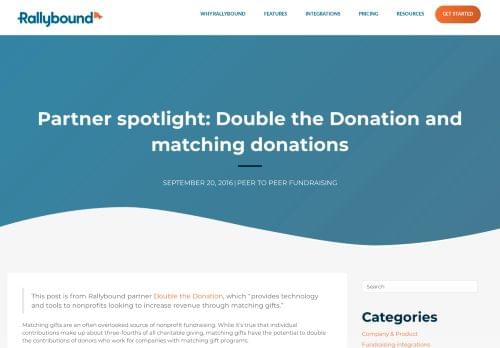 Rallybound
WHY RALLYBOUND FEATURES INTEGRATIONS PRICING RESOURCES GET STARTED
Partner spotlight: Double the Donation and
matching donations
SEPTEMBER 20, 2016 | PEER TO PEER FUNDRAISING
This post is from Rallybound partner Double the Donation, which “provides technology
and tools to nonprofits looking to increase revenue through matching gifts.”
Matching gifts are an often overlooked source of nonprofit fundraising. While it’s true that individual
contributions make up about three-fourths of all charitable giving, matching gifts have the potential to double
the contributions of donors who work for companies with matching gift programs.
Search
Categories
Company & Product
Fundraising integrations